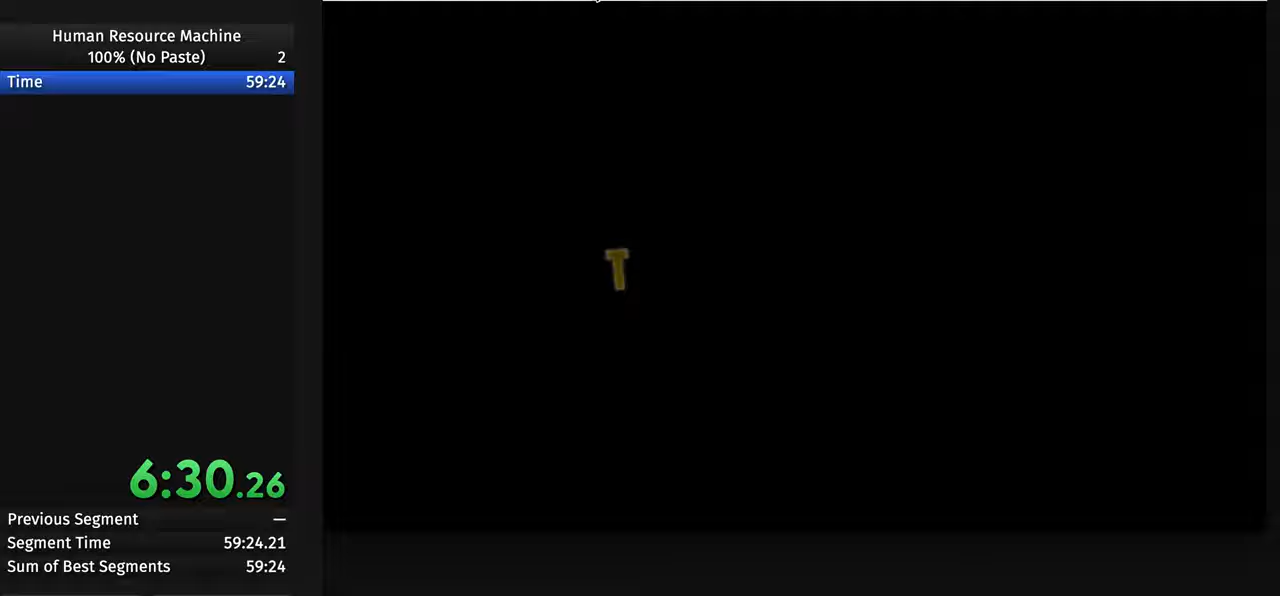 Human Resource Machine
100% (No Paste) 2
Time 59:24
T
6:30.26
Previous Segment —
Segment Time 59:24.21
Sum of Best Segments 59:24